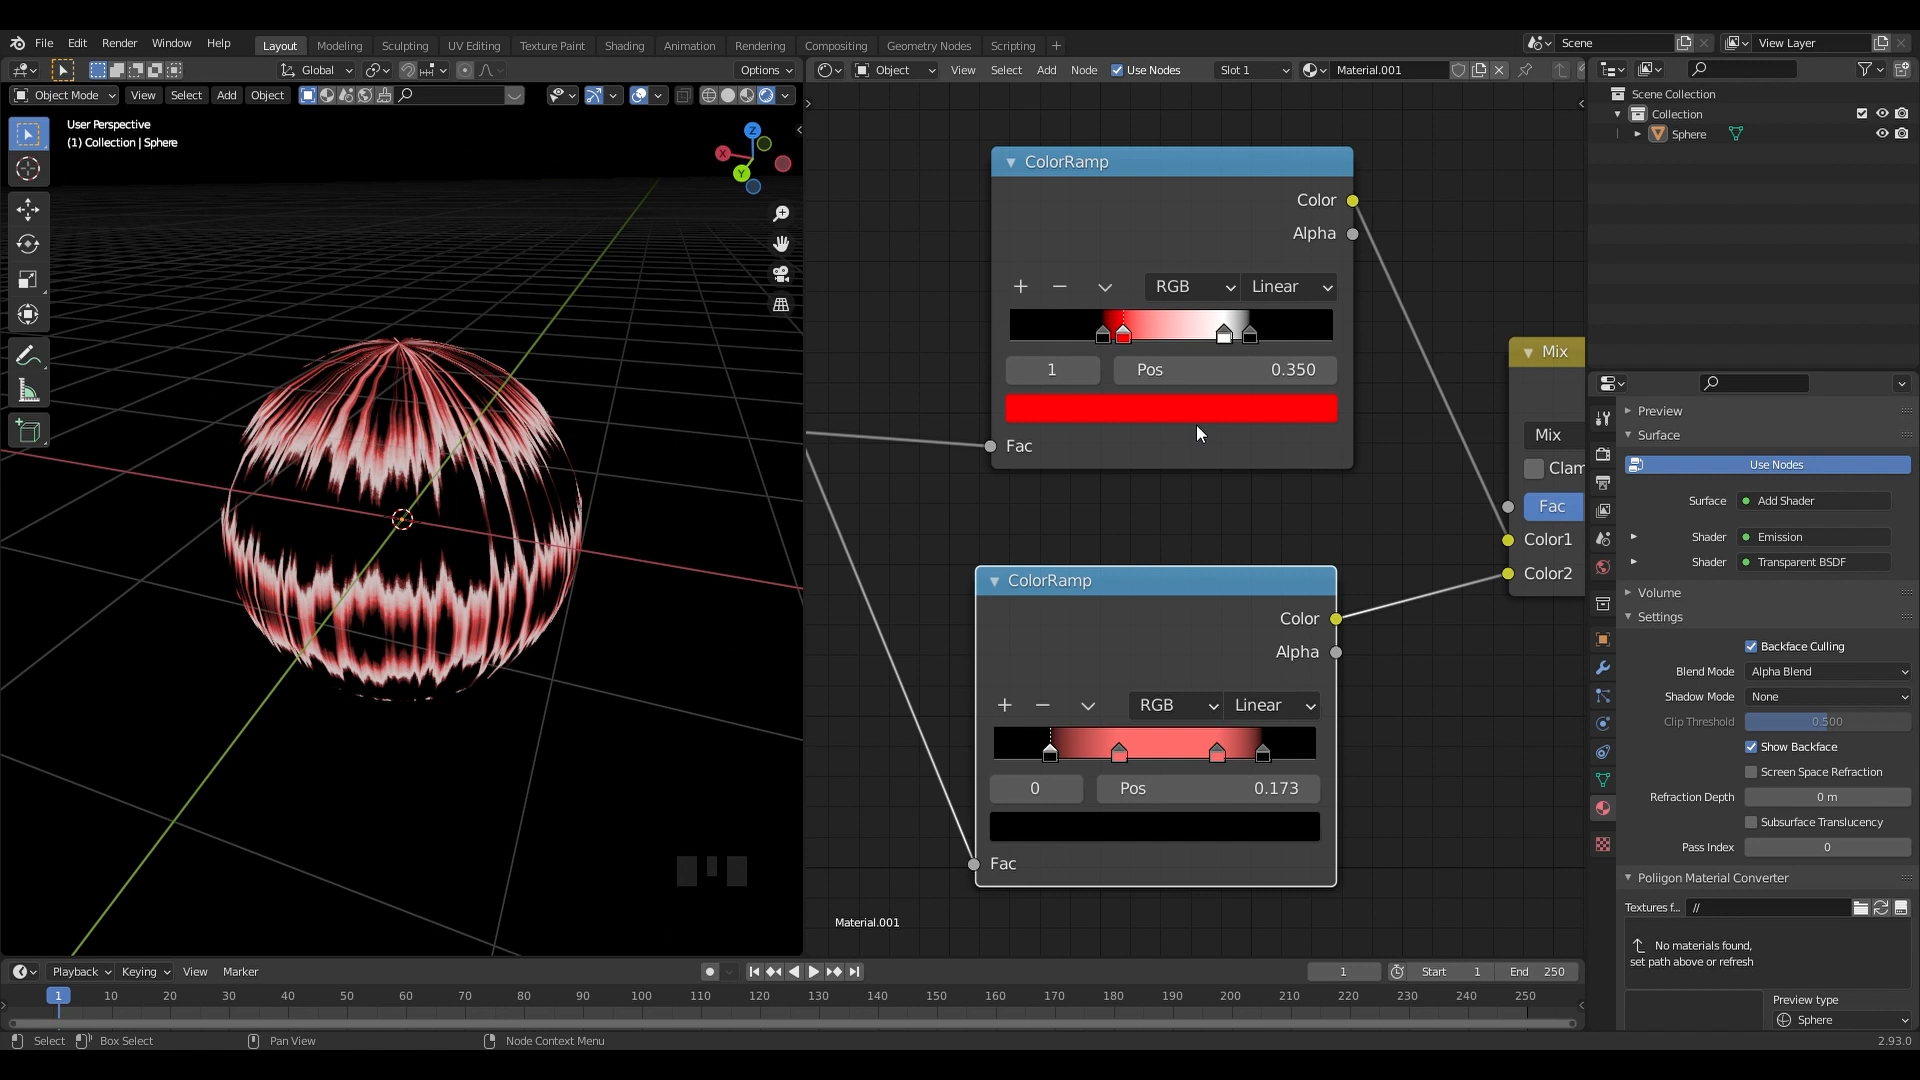 File Edit Render Window Help Layout Modeling Sculpting UV Editing Texture Paint Shading Animation Rendering Compositing Geometry Nodes Scripting Scene View Layer
Global Options Object View Select Add Node Use Nodes Slot 1 Material.001
Object Mode View Select Add Object
User Perspective
(1) Collection | Sphere
Z
X
Y
ColorRamp
Color
Alpha
RGB Linear
1 Pos 0.350
Fac
ColorRamp
Color
Alpha
RGB Linear
0 Pos 0.173
Fac
Mix
Mix
Clam
Fac
Color1
Color2
Material.001
Scene Collection
Collection
Sphere
Preview
Surface
Use Nodes
Surface Add Shader
Shader Emission
Shader Transparent BSDF
Volume
Settings
Backface Culling
Blend Mode Alpha Blend
Shadow Mode None
Clip Threshold 0.500
Show Backface
Screen Space Refraction
Refraction Depth 0 m
Subsurface Translucency
Pass Index 0
Poliigon Material Converter
Textures f... //
No materials found,
set path above or refresh
Preview type
Sphere
Playback Keying View Marker 1 Start 1 End 250
1 10 20 30 40 50 60 70 80 90 100 110 120 130 140 150 160 170 180 190 200 210 220 230 240 250
Select Box Select Pan View Node Context Menu 2.93.0